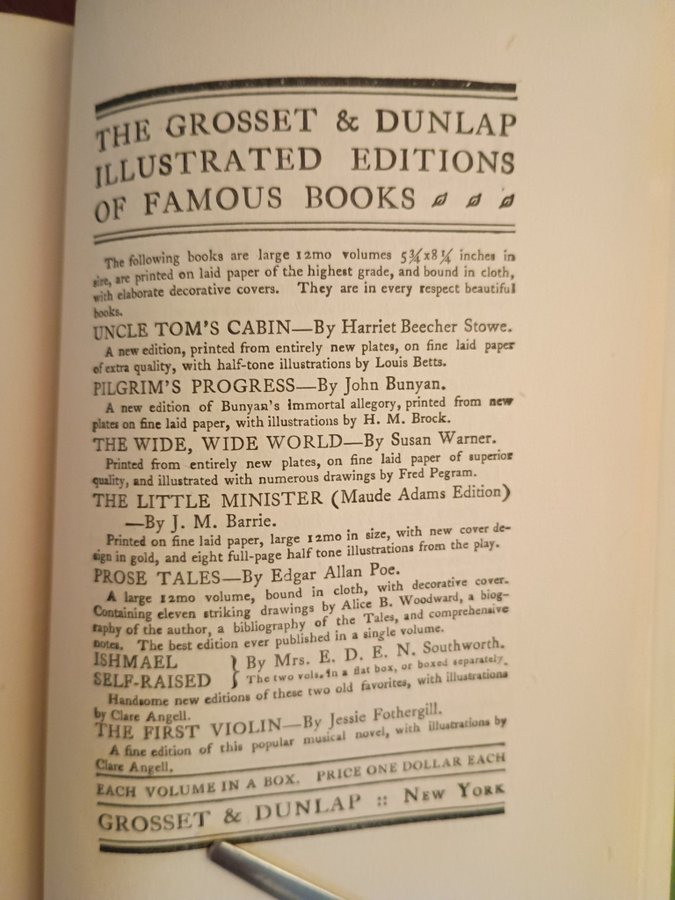 THE GROSSET & DUNLAP
ILLUSTRATED EDITIONS
OF FAMOUS BOOKS
The following books are large 12mo volumes 5¾x8¼ inches in
size, are printed on laid paper of the highest grade, and bound in cloth,
with elaborate decorative covers. They are in every respect beautiful
books.
UNCLE TOM'S CABIN—By Harriet Beecher Stowe.
A new edition, printed from entirely new plates, on fine laid paper
of extra quality, with half-tone illustrations by Louis Betts.
PILGRIM'S PROGRESS—By John Bunyan.
A new edition of Bunyan's immortal allegory, printed from new
plates on fine laid paper, with illustrations by H. M. Brock.
THE WIDE, WIDE WORLD—By Susan Warner.
Printed from entirely new plates, on fine laid paper of superior
quality, and illustrated with numerous drawings by Fred Pegram.
THE LITTLE MINISTER (Maude Adams Edition)
—By J. M. Barrie.
Printed on fine laid paper, large 12mo in size, with new cover de-
sign in gold, and eight full-page half tone illustrations from the play.
PROSE TALES—By Edgar Allan Poe.
A large 12mo volume, bound in cloth, with decorative cover.
Containing eleven striking drawings by Alice B. Woodward, a biog-
raphy of the author, a bibliography of the Tales, and comprehensive
notes. The best edition ever published in a single volume.
ISHMAEL } By Mrs. E. D. E. N. Southworth.
SELF-RAISED } The two vols. in a flat box, or boxed separately.
Handsome new editions of these two old favorites, with illustrations
by Clare Angell.
THE FIRST VIOLIN—By Jessie Fothergill.
A fine edition of this popular musical novel, with illustrations by
Clare Angell.
EACH VOLUME IN A BOX. PRICE ONE DOLLAR EACH
GROSSET & DUNLAP :: NEW YORK